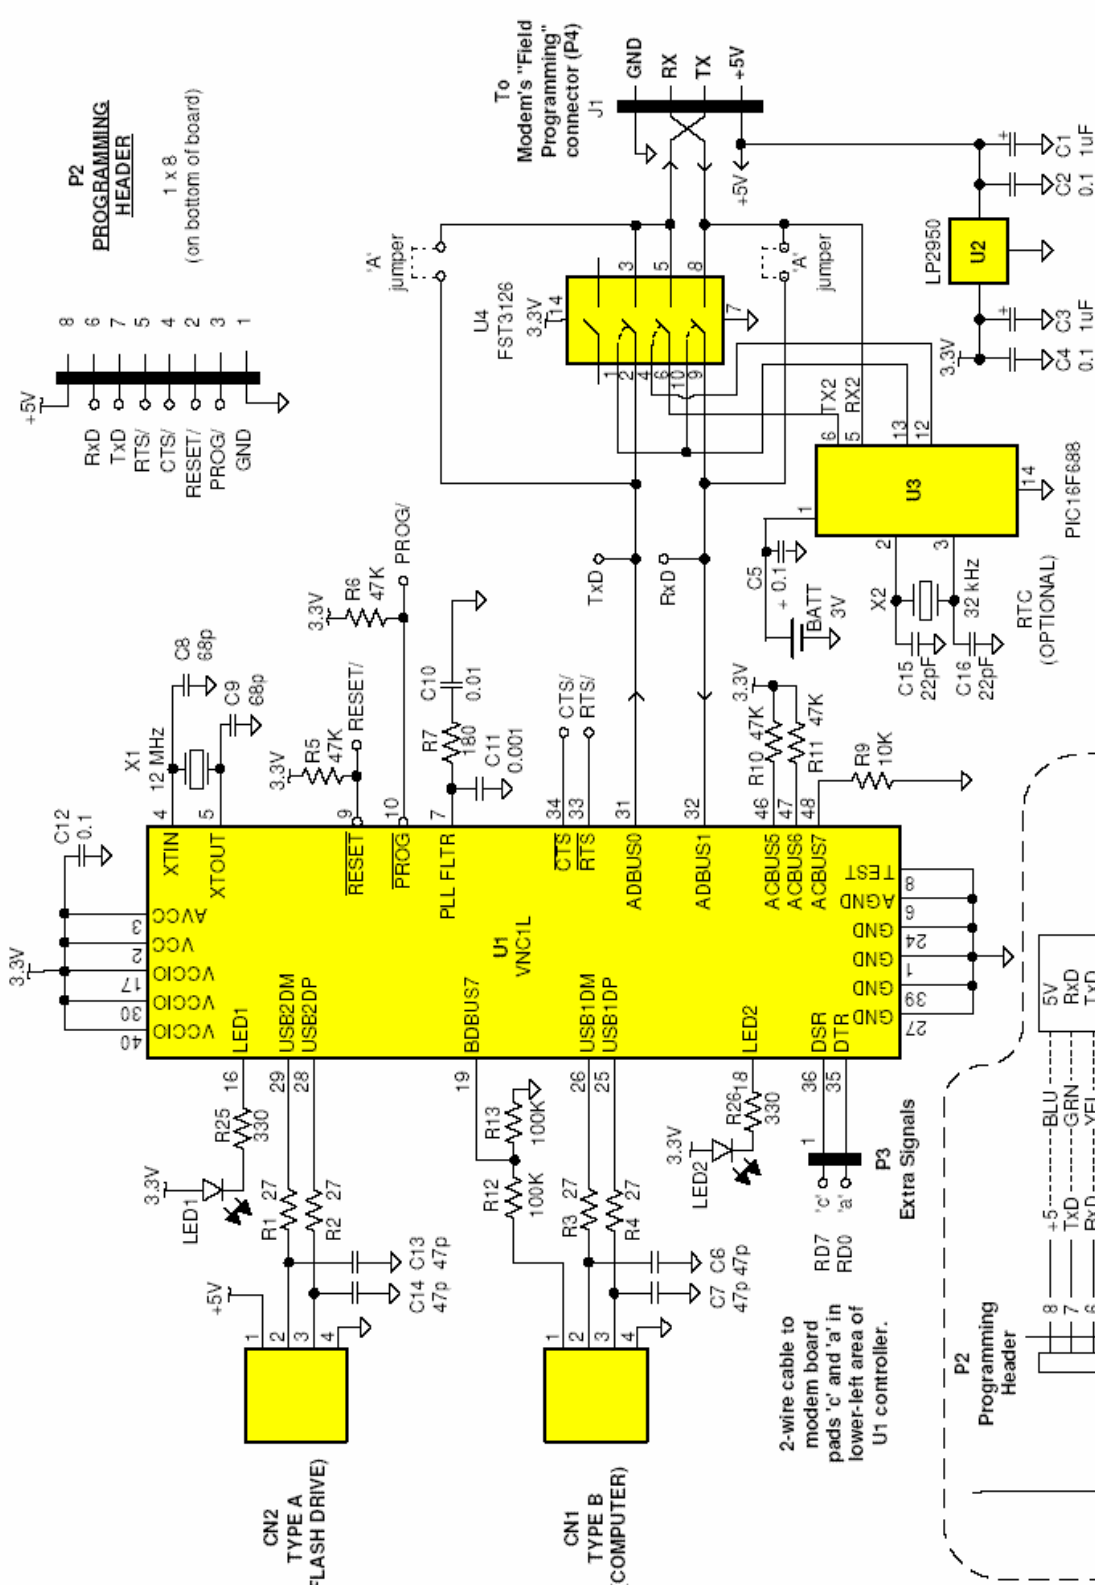 P2
PROGRAMMING
HEADER
1 x 8
(on bottom of board)
+5V
RxD
TxD
RTS/
CTS/
RESET/
PROG/
GND
8
6
7
5
4
2
3
1
To
Modem's "Field
Programming"
connector (P4)
J1
GND
RX
TX
+5V
+5V
'A'
jumper
'A'
jumper
U4
FST3126
3.3V
14
3
5
8
7
1
2
4
6
10
9
LP2950
U2
+
C1
1uF
C2
0.1
+
C3
1uF
C4
0.1
3.3V
TX2
RX2
6
5
13
12
U3
1
2
3
14
PIC16F688
C5
+ 0.1
BATT
3V
X2
32 kHz
C15
22pF
C16
22pF
RTC
(OPTIONAL)
TxD
RxD
X1
12 MHz
C8
68p
C9
68p
3.3V
R5
47K
RESET/
3.3V
R6
47K
PROG/
R7
180
C10
0.01
C11
0.001
CTS/
RTS/
3.3V
R10 47K
R11 47K
R9
10K
C12
0.1
3.3V
4
5
9
10
7
34
33
31
32
46
47
48
XTIN
XTOUT
RESET
PROG
PLL FLTR
CTS
RTS
ADBUS0
ADBUS1
ACBUS5
ACBUS6
ACBUS7
AVCC
3
VCC
2
VCCIO
17
VCCIO
30
VCCIO
40
U1
VNC1L
TEST
8
AGND
6
GND
24
GND
1
GND
39
GND
27
LED1
USB2DM
USB2DP
BDBUS7
USB1DM
USB1DP
LED2
DSR
DTR
16
29
28
19
26
25
18
36
35
3.3V
LED1
R25
330
R1 27
R2 27
+5V
C13
47p
C14
47p
1
2
3
4
CN2
TYPE A
FLASH DRIVE)
R13
100K
R12
100K
R3 27
R4 27
C6
47p
C7
47p
1
2
3
4
CN1
TYPE B
COMPUTER)
3.3V
LED2
R26
330
1
RD7 'c'
RD0 'a'
P3
Extra Signals
2-wire cable to
modem board
pads 'c' and 'a' in
lower-left area of
U1 controller.
P2
Programming
Header
8
7
6
+5
TxD
RxD
BLU
GRN
YEL
5V
RxD
TxD